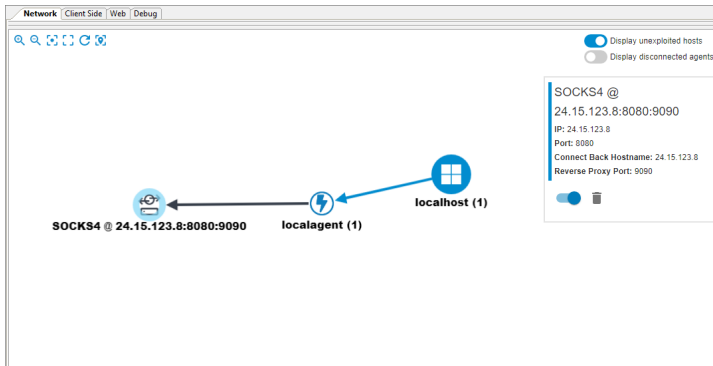 Network Client Side Web Debug
Display unexploited hosts
Display disconnected agents
SOCKS4 @
24.15.123.8:8080:9090
IP: 24.15.123.8
Port: 8080
Connect Back Hostname: 24.15.123.8
Reverse Proxy Port: 9090
localhost (1)
SOCKS4 @ 24.15.123.8:8080:9090
localagent (1)